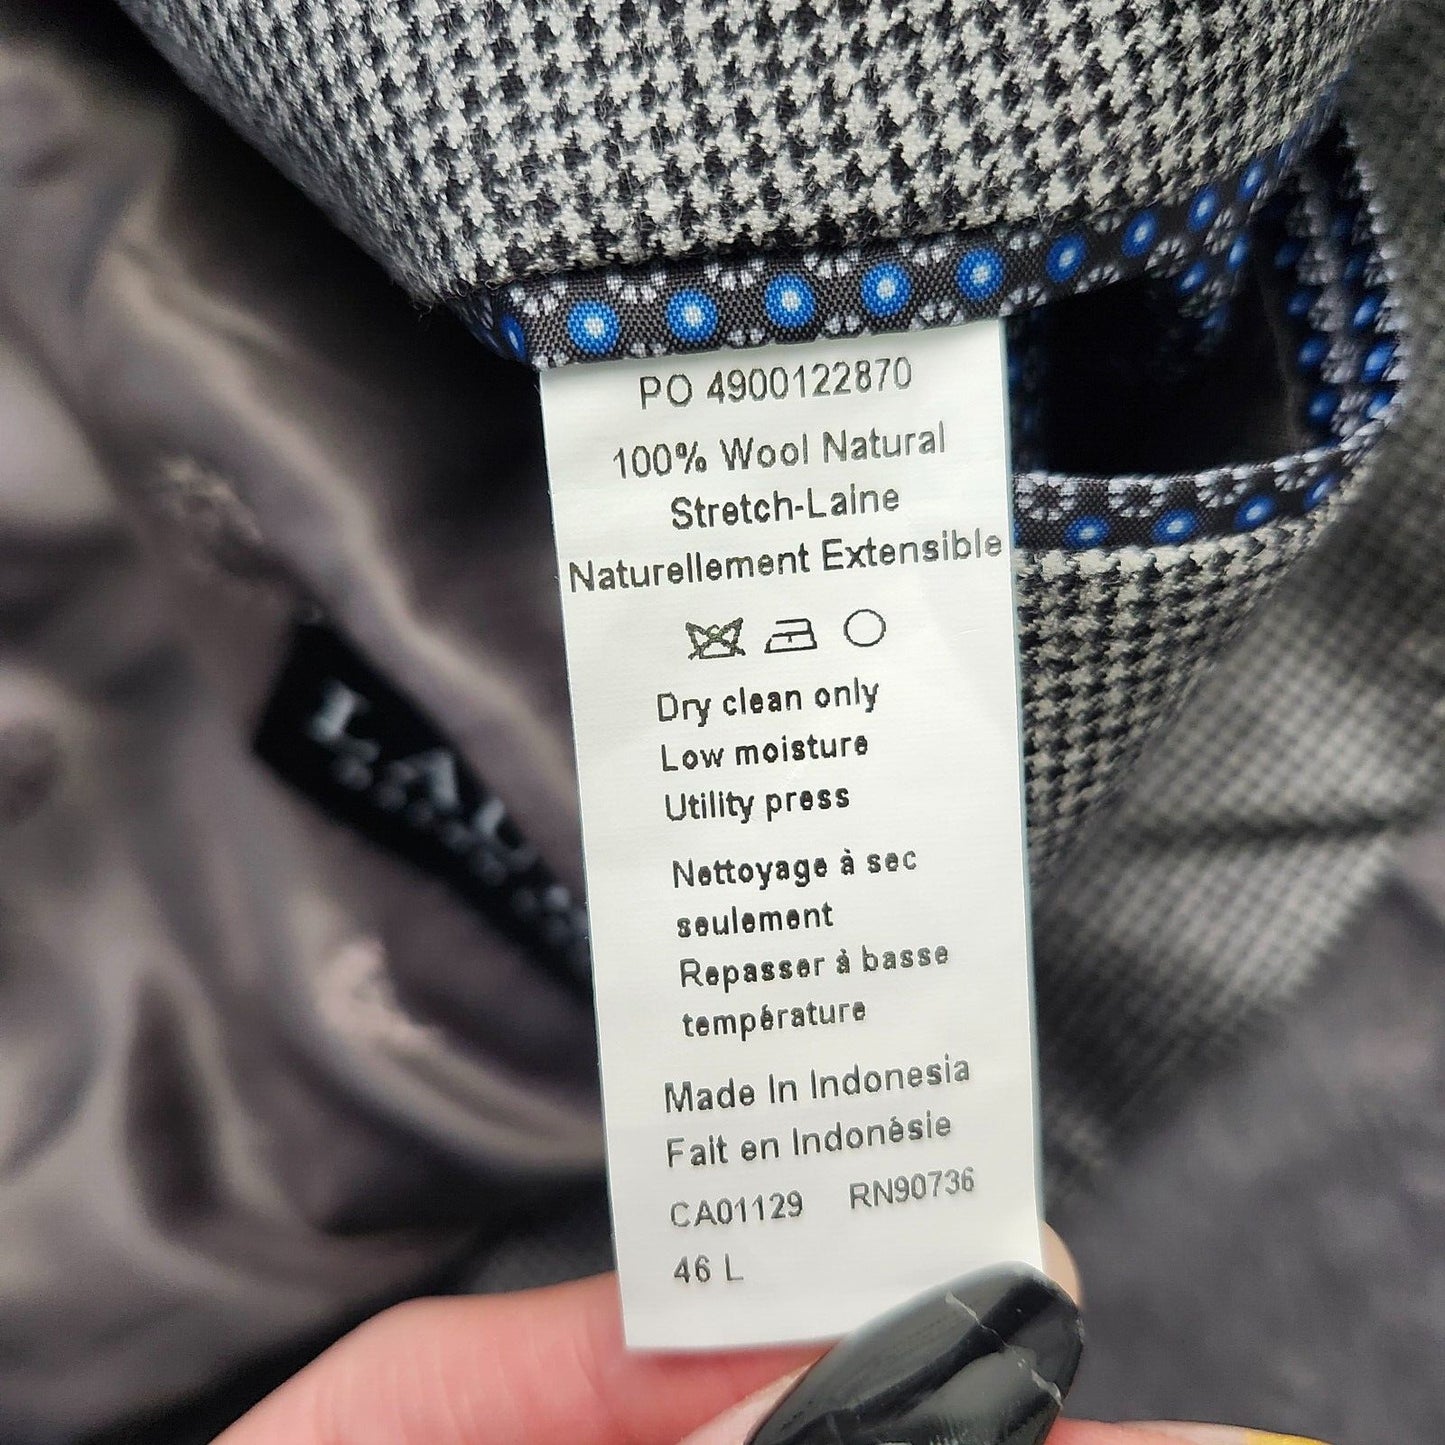 PO 4900122870
100% Wool Natural
Stretch-Laine
Naturellement Extensible
Dry clean only
Low moisture
Utility press
Nettoyage à sec
seulement
Repasser à basse
température
Made In Indonesia
Fait en Indonésie
CA01129 RN90736
46 L